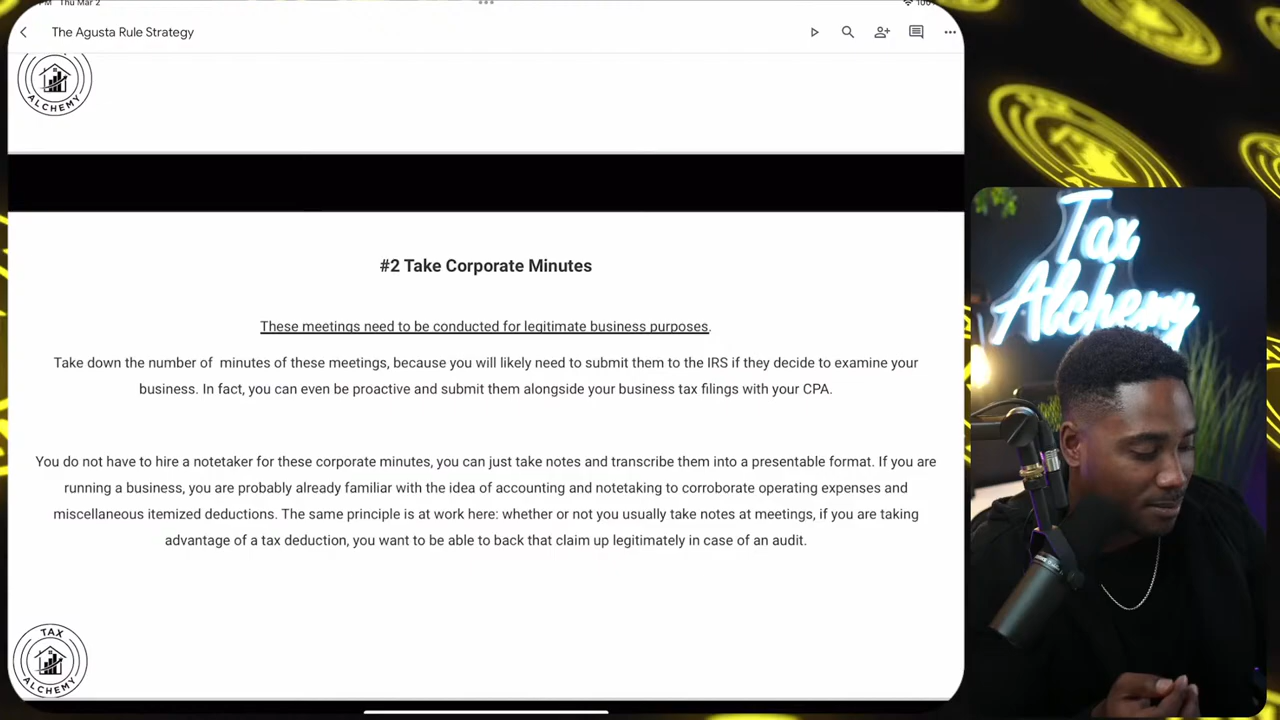 Thu Mar 2
100
The Agusta Rule Strategy
ALCHEMY
#2 Take Corporate Minutes
These meetings need to be conducted for legitimate business purposes.
Take down the number of minutes of these meetings, because you will likely need to submit them to the IRS if they decide to examine your
business. In fact, you can even be proactive and submit them alongside your business tax filings with your CPA.
You do not have to hire a notetaker for these corporate minutes, you can just take notes and transcribe them into a presentable format. If you are
running a business, you are probably already familiar with the idea of accounting and notetaking to corroborate operating expenses and
miscellaneous itemized deductions. The same principle is at work here: whether or not you usually take notes at meetings, if you are taking
advantage of a tax deduction, you want to be able to back that claim up legitimately in case of an audit.
TAX
ALCHEMY
Tax
Alchemy